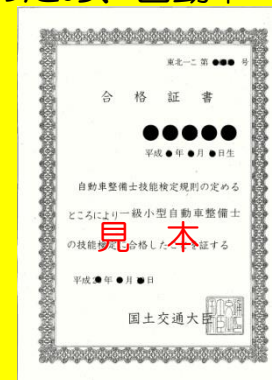 東北-こ 第 ●●● 号
合格証書
●●●●●
平成●年●月●日生
自動車整備士技能検定規則の定める
ところにより一級小型自動車整備士
の技能検定に合格したことを証する
見本
平成●年●月●日
国土交通大臣